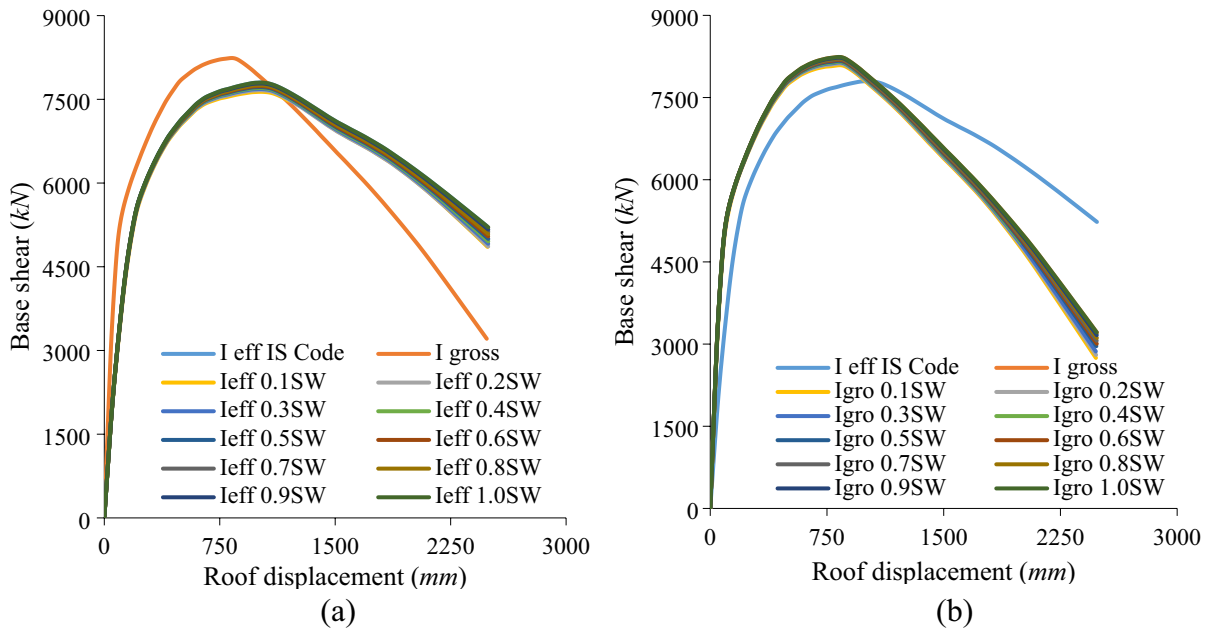 9000
7500
6000
4500
3000
1500
0
Base shear (kN)
I eff IS Code
I gross
Ieff 0.1SW
Ieff 0.2SW
Ieff 0.3SW
Ieff 0.4SW
Ieff 0.5SW
Ieff 0.6SW
Ieff 0.7SW
Ieff 0.8SW
Ieff 0.9SW
Ieff 1.0SW
0
750
1500
2250
3000
Roof displacement (mm)
(a)
9000
7500
6000
4500
3000
1500
0
Base shear (kN)
I eff IS Code
I gross
Igro 0.1SW
Igro 0.2SW
Igro 0.3SW
Igro 0.4SW
Igro 0.5SW
Igro 0.6SW
Igro 0.7SW
Igro 0.8SW
Igro 0.9SW
Igro 1.0SW
0
750
1500
2250
3000
Roof displacement (mm)
(b)